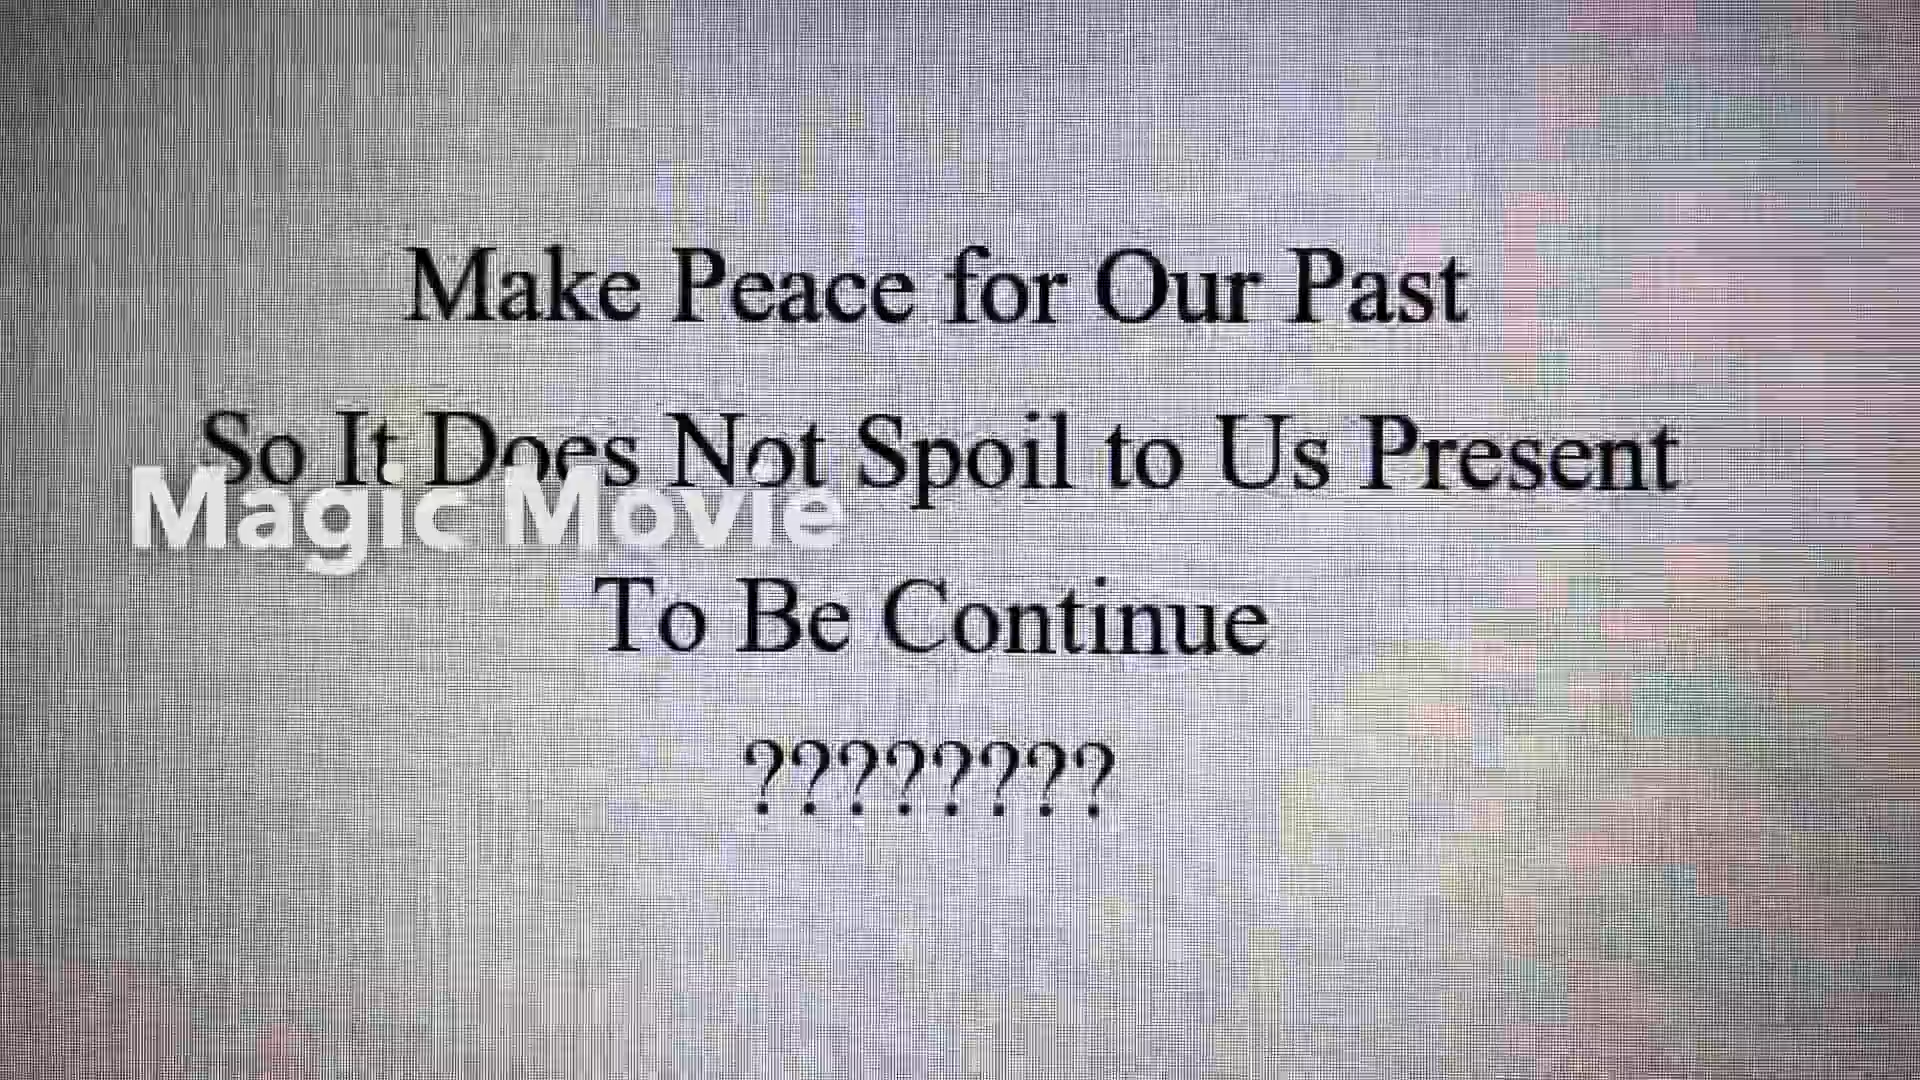 Make Peace for Our Past
So It Does Not Spoil to Us Present
Magic Movie
To Be Continue
????????